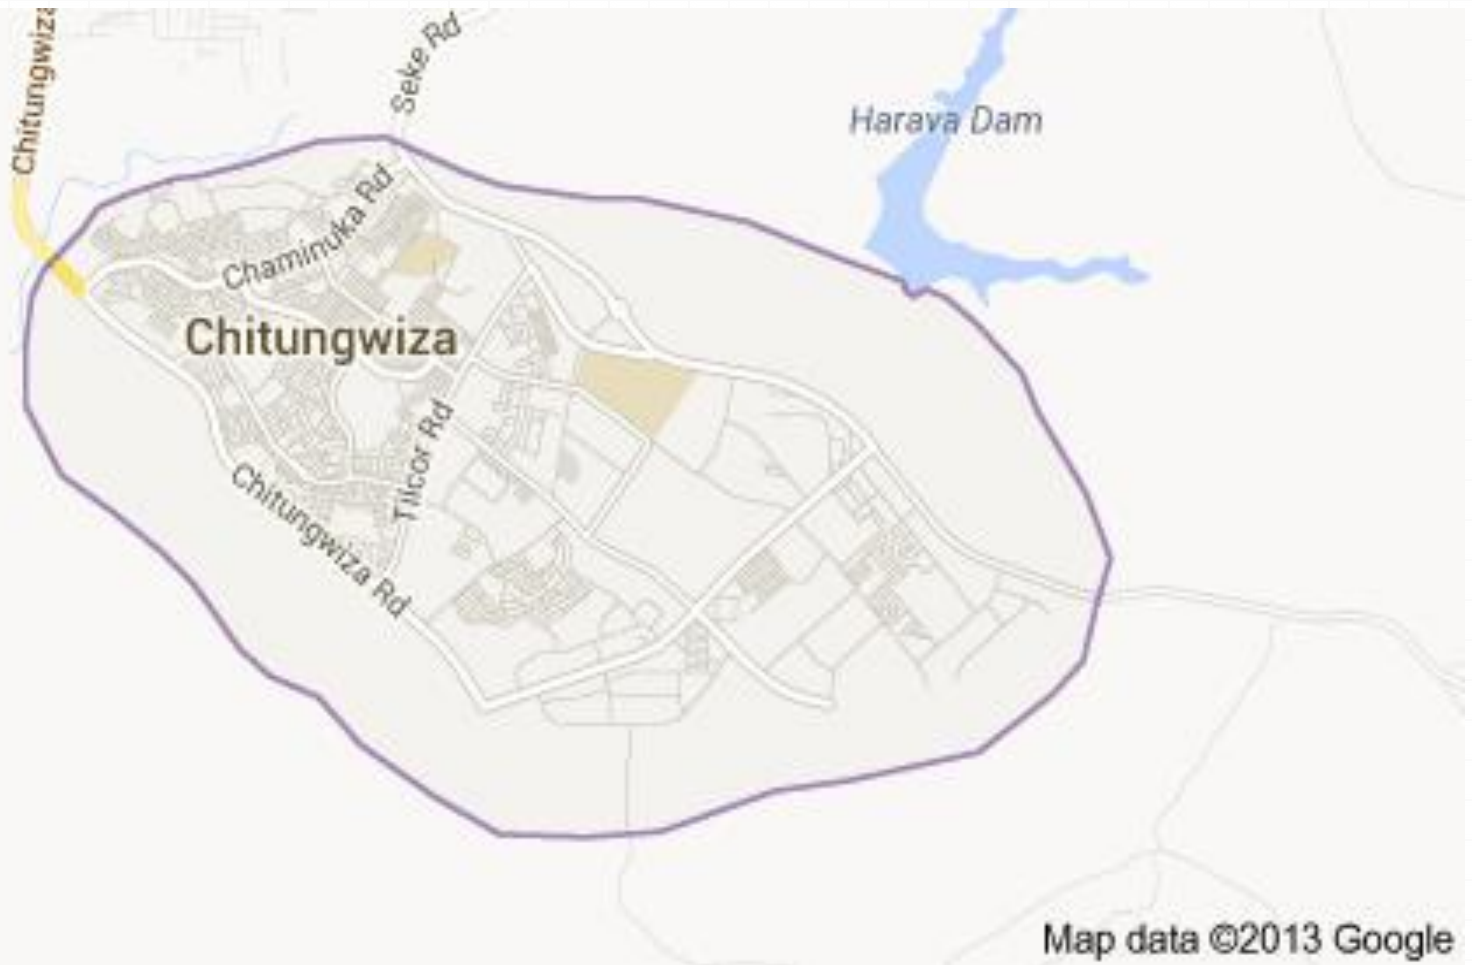 Chitungwiza
Seke Rd
Harava Dam
Chaminuka Rd
Chitungwiza
Tilcor Rd
Chitungwiza Rd
Map data ©2013 Google